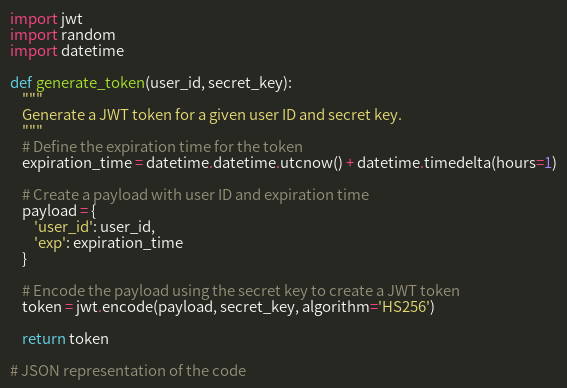 import jwt
import random
import datetime
def generate_token(user_id, secret_key):
"""
Generate a JWT token for a given user ID and secret key.
"""
# Define the expiration time for the token
expiration_time = datetime.datetime.utcnow() + datetime.timedelta(hours=1)
# Create a payload with user ID and expiration time
payload = {
'user_id': user_id,
'exp': expiration_time
}
# Encode the payload using the secret key to create a JWT token
token = jwt.encode(payload, secret_key, algorithm='HS256')
return token
# JSON representation of the code